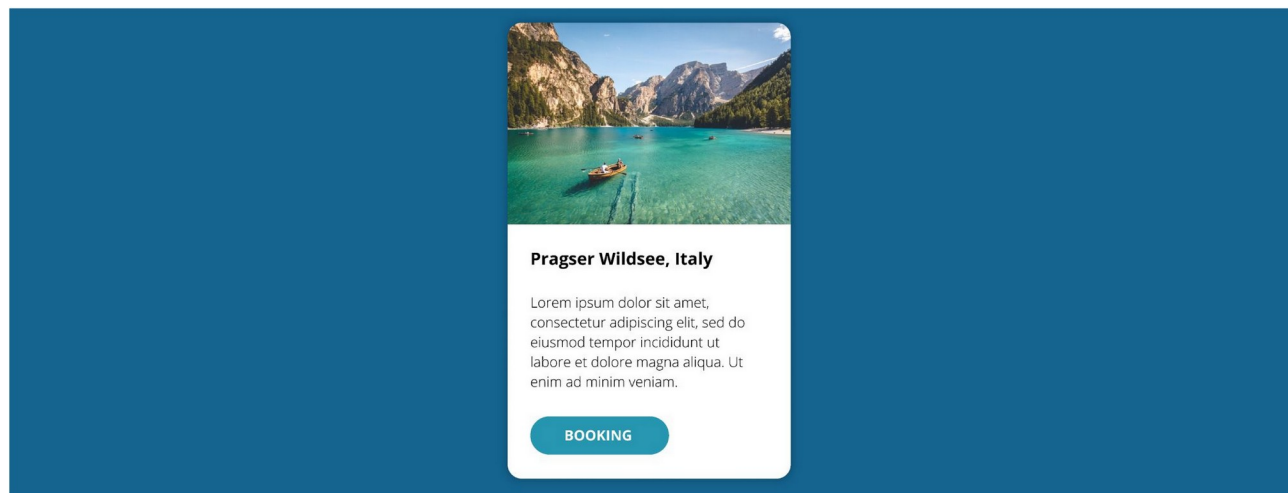 Pragser Wildsee, Italy
Lorem ipsum dolor sit amet,
consectetur adipiscing elit, sed do
eiusmod tempor incididunt ut
labore et dolore magna aliqua. Ut
enim ad minim veniam.
BOOKING